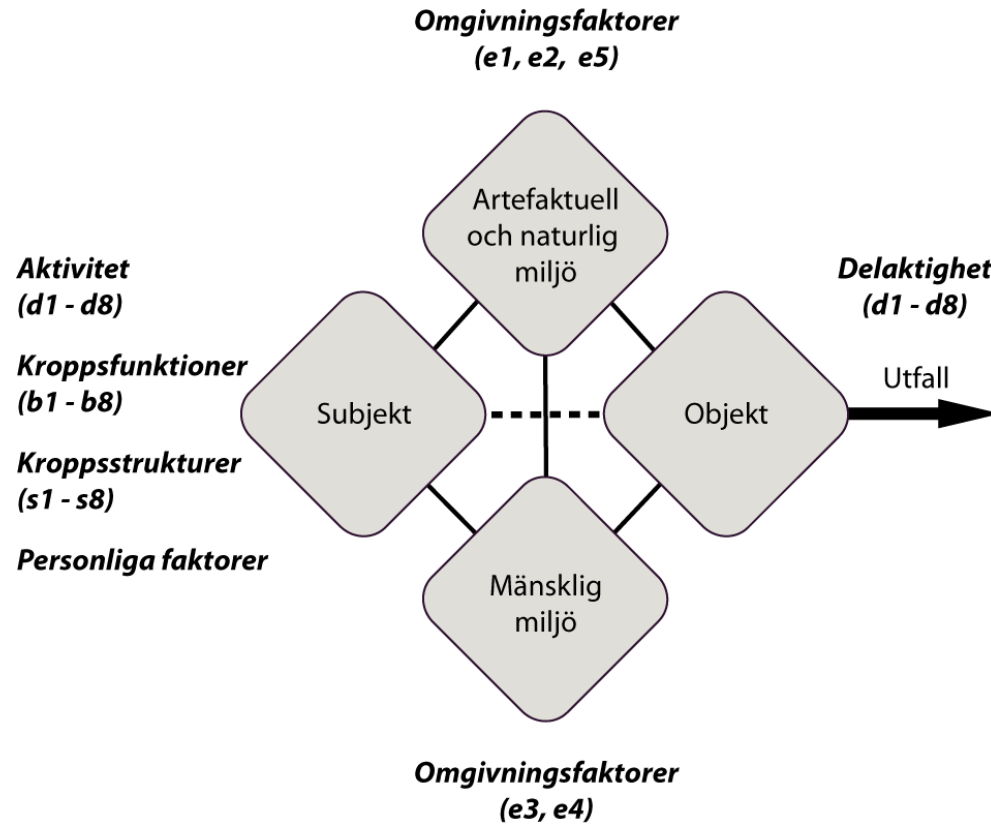 Omgivningsfaktorer
(e1, e2, e5)
Artefaktuell
och naturlig
miljö
Aktivitet
(d1 - d8)
Kroppsfunktioner
(b1 - b8)
Kroppsstrukturer
(s1 - s8)
Personliga faktorer
Subjekt
Objekt
Delaktighet
(d1 - d8)
Utfall
Mänsklig
miljö
Omgivningsfaktorer
(e3, e4)